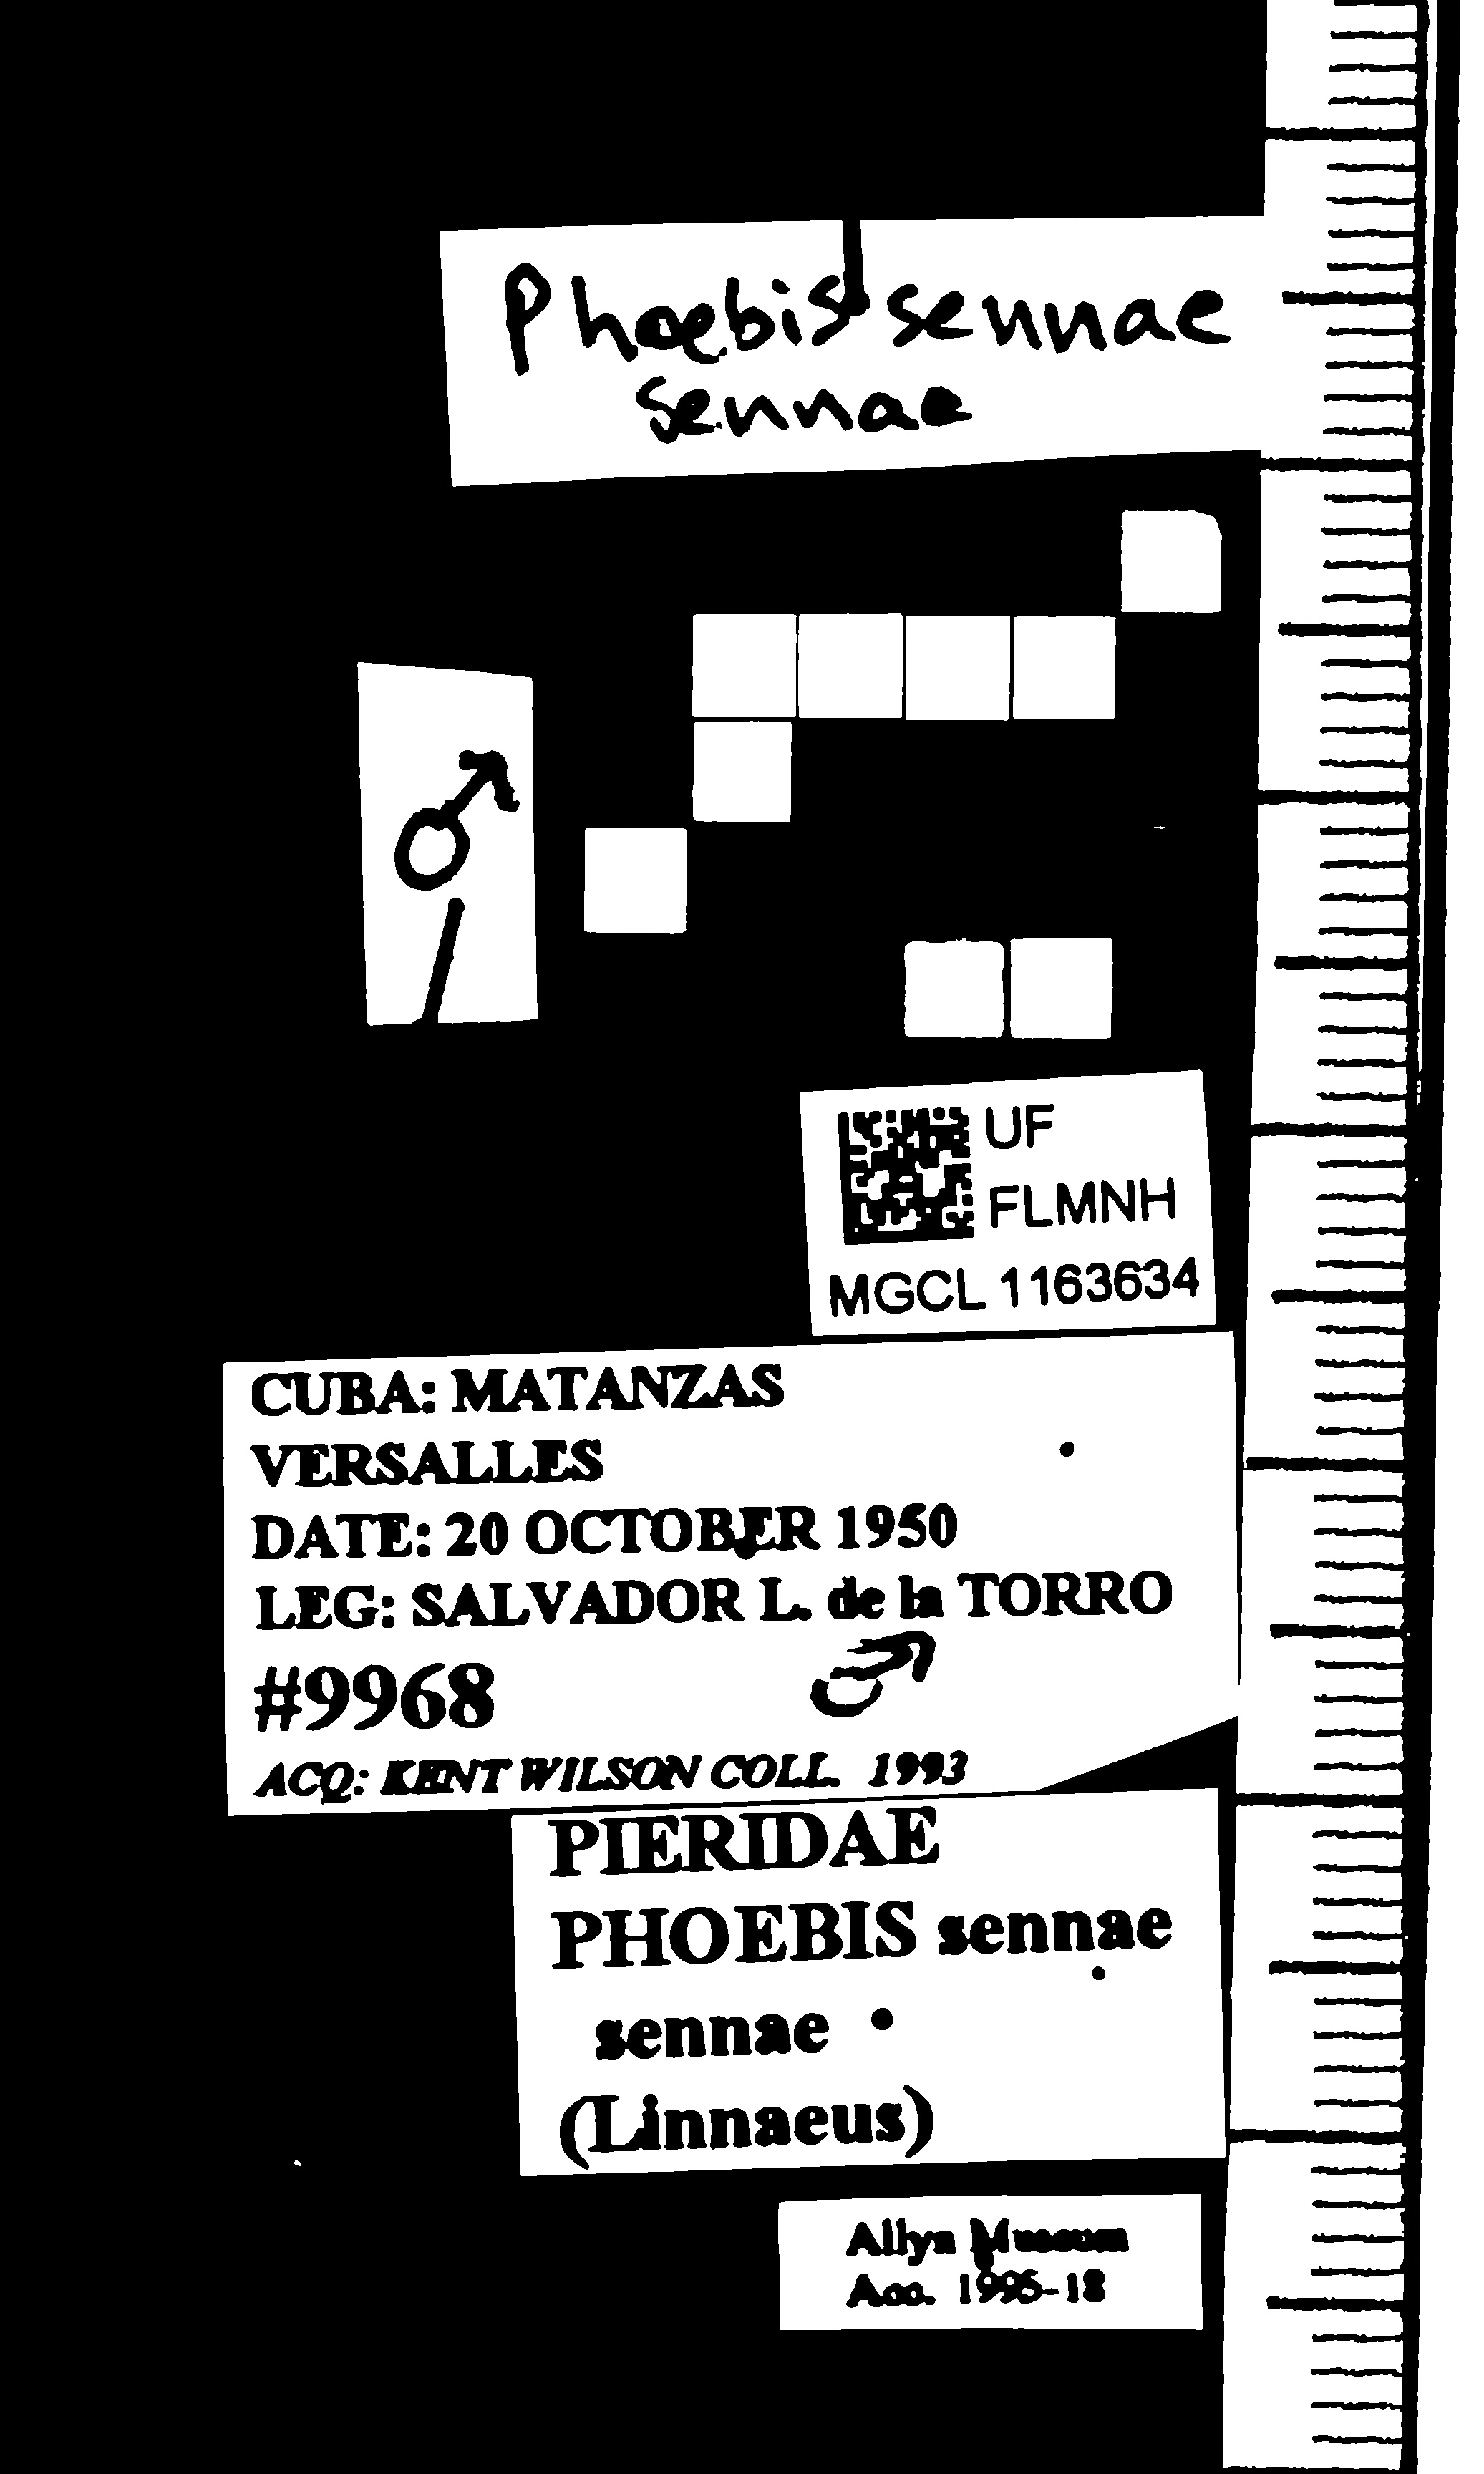 Phoebis sennae
sennae
♂
UF
FLMNH
MGCL 1163634
CUBA: MATANZAS
VERSALLES
DATE: 20 OCTOBER 1950
LEG: SALVADOR L. de la TORRO
#9968 ♂
ACQ: KENT WILSON COLL. 1993
PIERIDAE
PHOEBIS sennae
sennae
(Linnaeus)
Allyn Museum
Acc. 1995-18